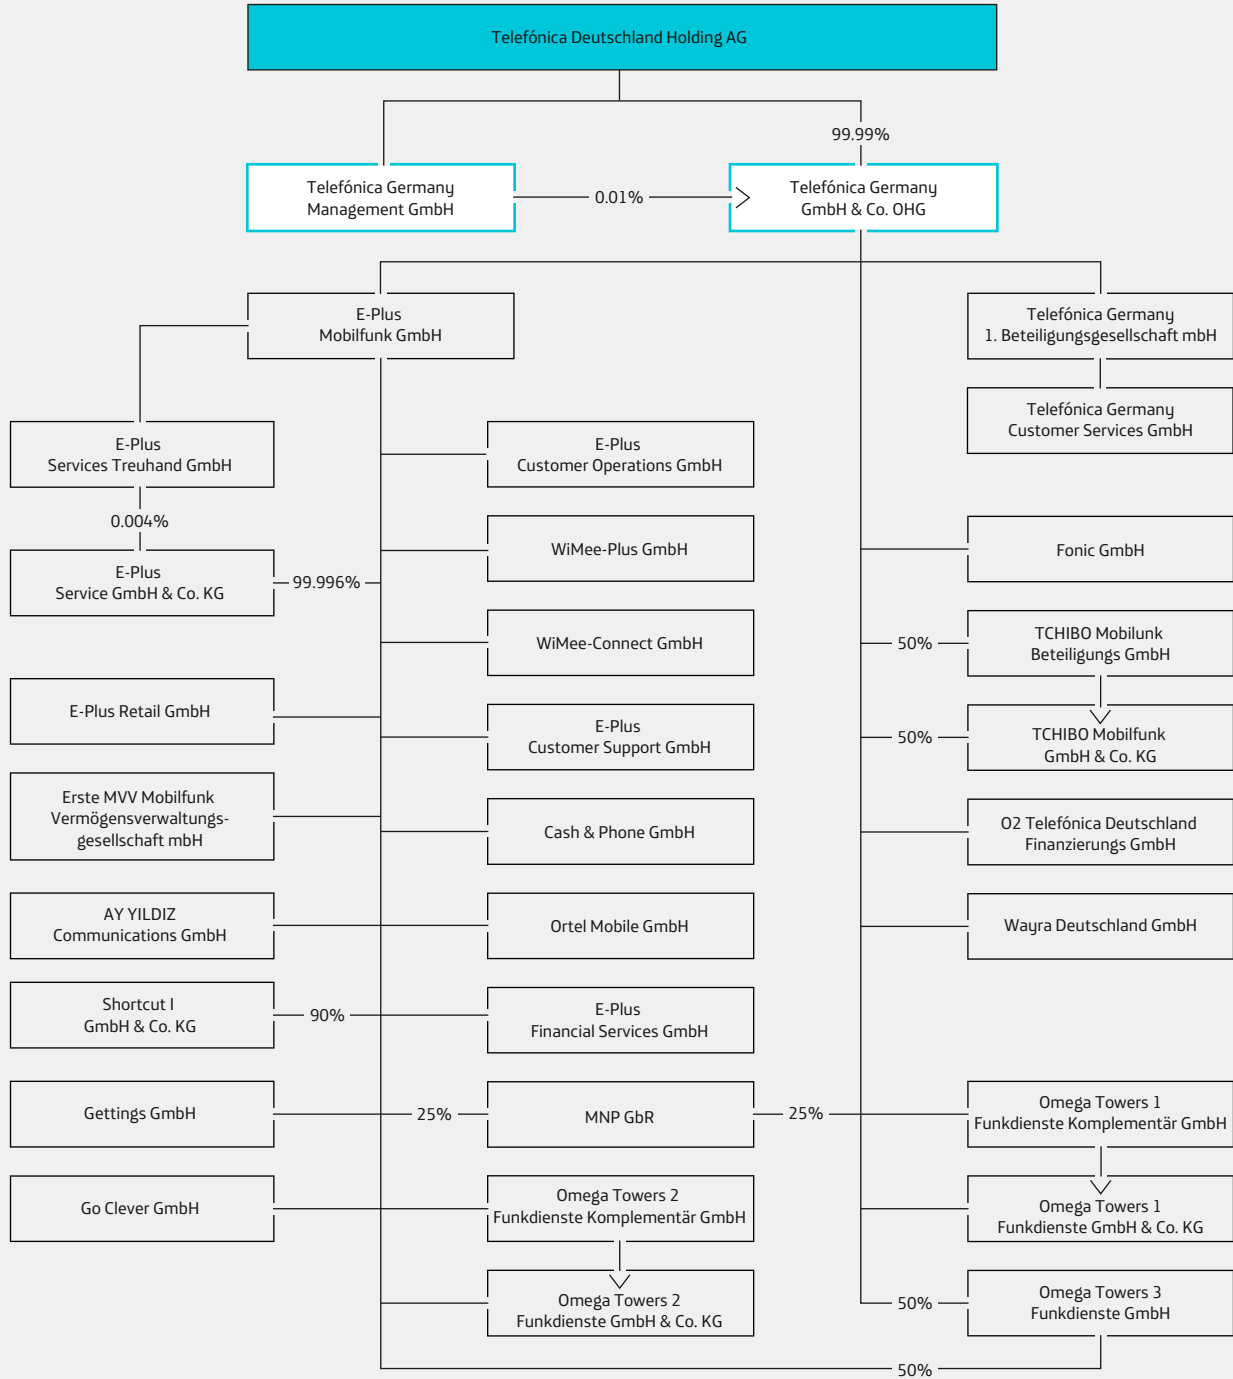 Telefónica Deutschland Holding AG
99.99%
Telefónica Germany
Management GmbH
0.01%
Telefónica Germany
GmbH & Co. OHG
E-Plus
Mobilfunk GmbH
Telefónica Germany
1. Beteiligungsgesellschaft mbH
Telefónica Germany
Customer Services GmbH
E-Plus
Services Treuhand GmbH
E-Plus
Customer Operations GmbH
0.004%
WiMee-Plus GmbH
Fonic GmbH
E-Plus
Service GmbH & Co. KG
99.996%
WiMee-Connect GmbH
50%
TCHIBO Mobilunk
Beteiligungs GmbH
E-Plus Retail GmbH
E-Plus
Customer Support GmbH
50%
TCHIBO Mobilfunk
GmbH & Co. KG
Erste MVV Mobilfunk
Vermögensverwaltungs-
gesellschaft mbH
Cash & Phone GmbH
O2 Telefónica Deutschland
Finanzierungs GmbH
AY YILDIZ
Communications GmbH
Ortel Mobile GmbH
Wayra Deutschland GmbH
Shortcut I
GmbH & Co. KG
90%
E-Plus
Financial Services GmbH
Gettings GmbH
25%
MNP GbR
25%
Omega Towers 1
Funkdienste Komplementär GmbH
Go Clever GmbH
Omega Towers 2
Funkdienste Komplementär GmbH
Omega Towers 1
Funkdienste GmbH & Co. KG
Omega Towers 2
Funkdienste GmbH & Co. KG
50%
Omega Towers 3
Funkdienste GmbH
50%